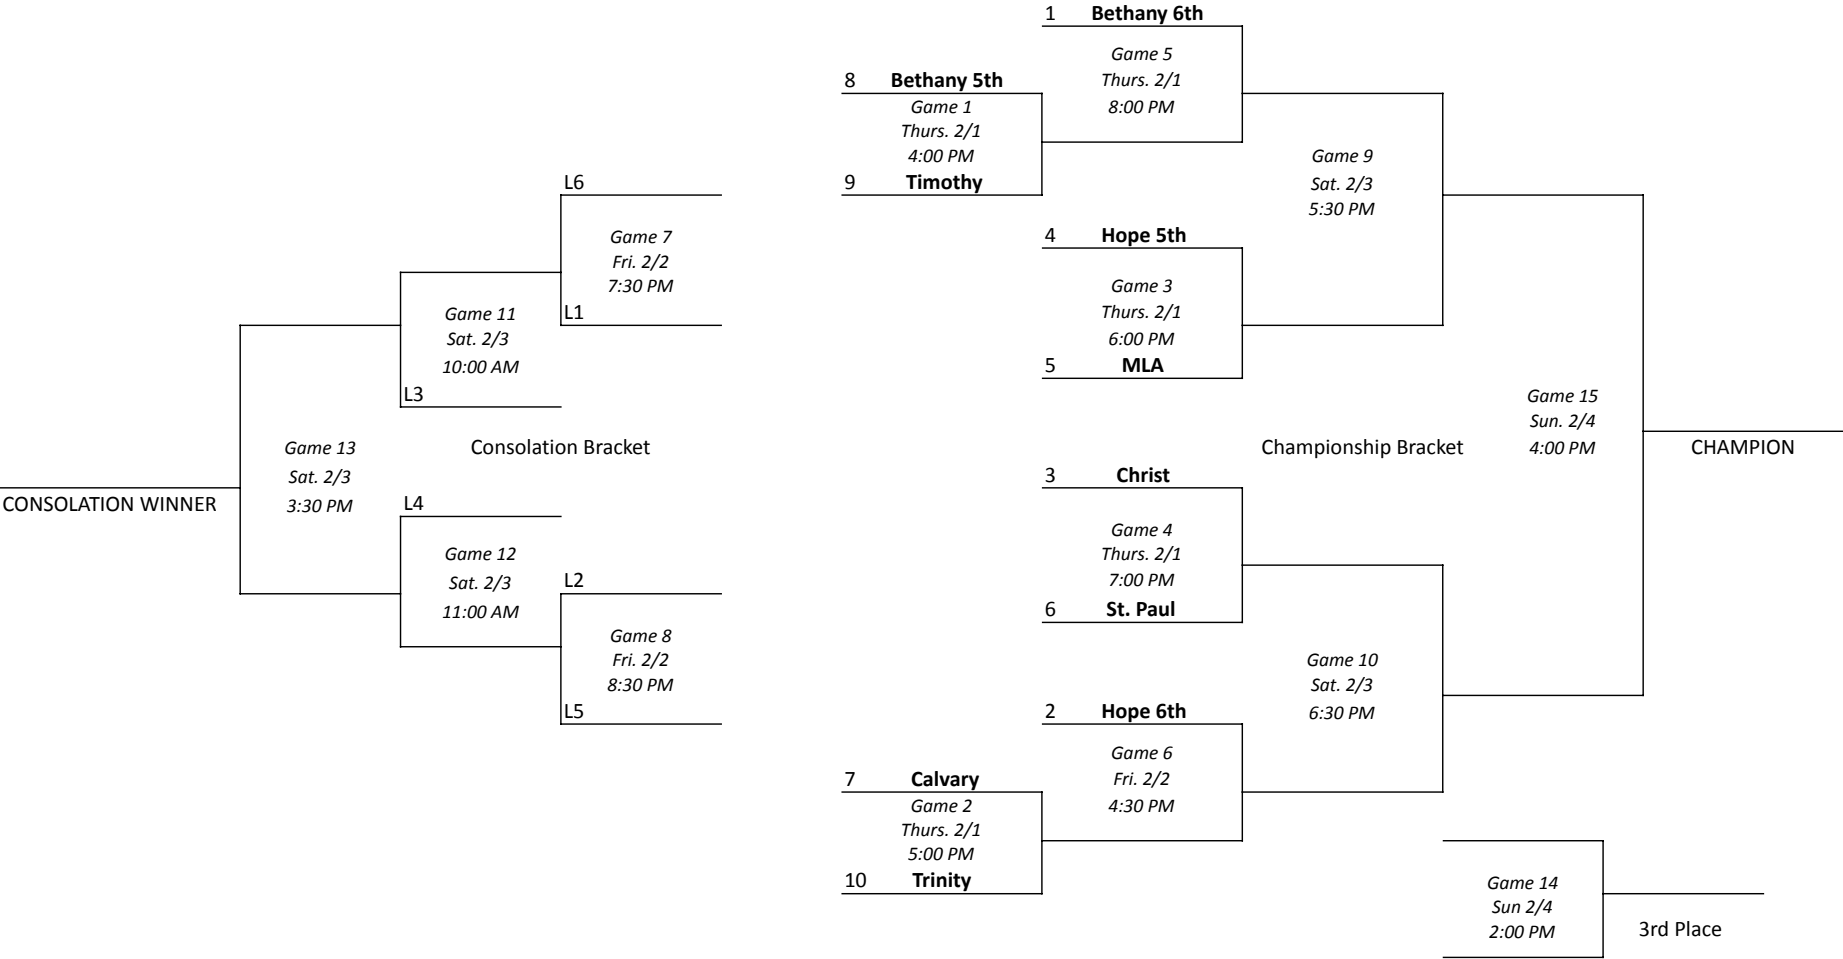 1 Bethany 6th
Game 5
Thurs. 2/1
8:00 PM
8 Bethany 5th
Game 1
Thurs. 2/1
4:00 PM
9 Timothy
Game 9
Sat. 2/3
5:30 PM
4 Hope 5th
Game 3
Thurs. 2/1
6:00 PM
5 MLA
L6
Game 7
Fri. 2/2
7:30 PM
L1
Game 11
Sat. 2/3
10:00 AM
L3
Game 13
Sat. 2/3
3:30 PM
Consolation Bracket
CONSOLATION WINNER
L4
Game 12
Sat. 2/3
11:00 AM
L2
Game 8
Fri. 2/2
8:30 PM
L5
Championship Bracket
Game 15
Sun. 2/4
4:00 PM
CHAMPION
3 Christ
Game 4
Thurs. 2/1
7:00 PM
6 St. Paul
Game 10
Sat. 2/3
6:30 PM
2 Hope 6th
Game 6
Fri. 2/2
4:30 PM
7 Calvary
Game 2
Thurs. 2/1
5:00 PM
10 Trinity
Game 14
Sun 2/4
2:00 PM
3rd Place